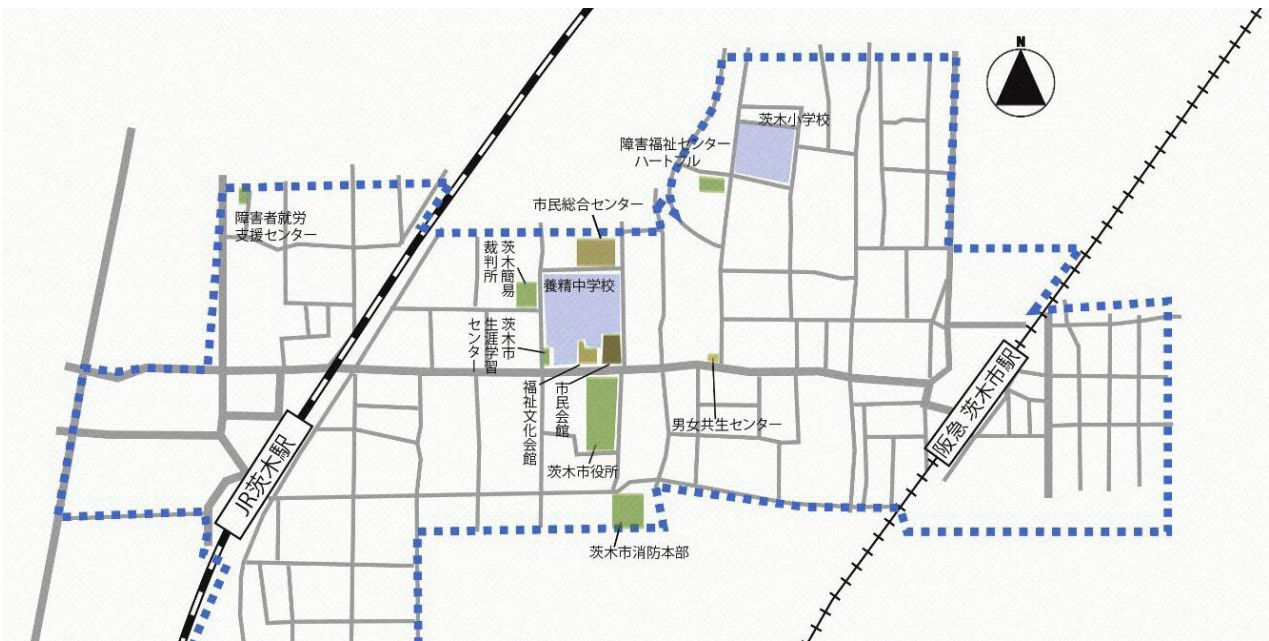 N
茨木小学校
障害福祉センター
ハートフル
市民総合センター
障害者就労
支援センター
茨木簡易
裁判所
養精中学校
茨木市
生涯学習
センター
福祉文化会館
市民会館
男女共生センター
阪急 茨木市駅
JR茨木駅
茨木市役所
茨木市消防本部